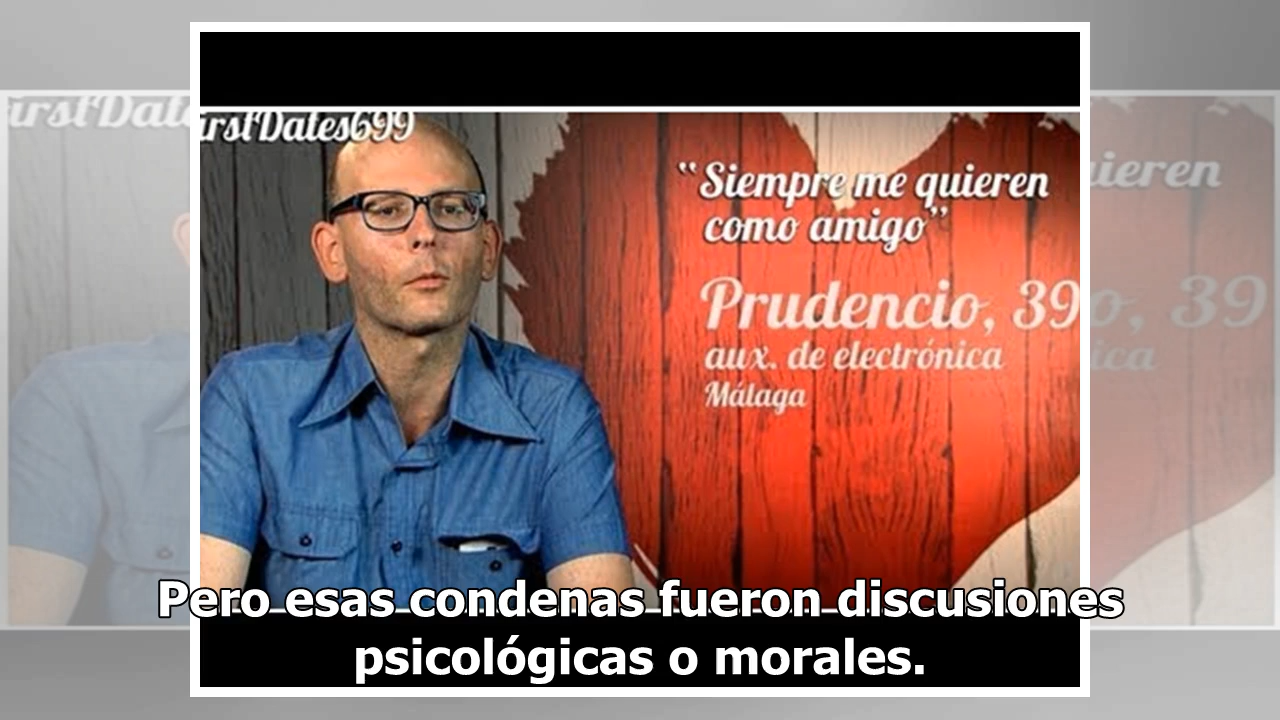 irstDates699
“Siempre me quieren
como amigo”
Prudencio, 39
aux. de electrónica
Málaga
Pero esas condenas fueron discusiones
psicológicas o morales.